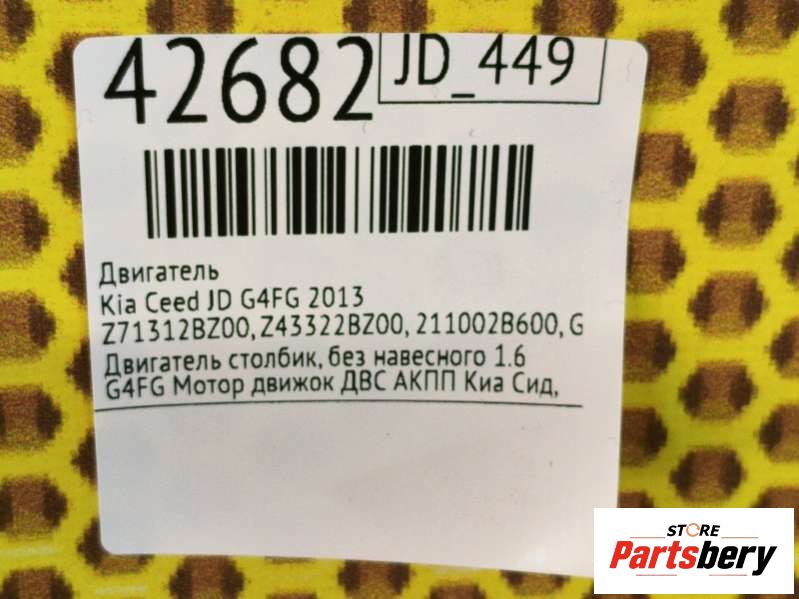 42682
JD_449
Двигатель
Kia Ceed JD G4FG 2013
Z71312BZ00, Z43322BZ00, 211002B600, G
Двигатель столбик, без навесного 1.6
G4FG Мотор движок ДВС АКПП Киа Сид,
STORE
Partsbery